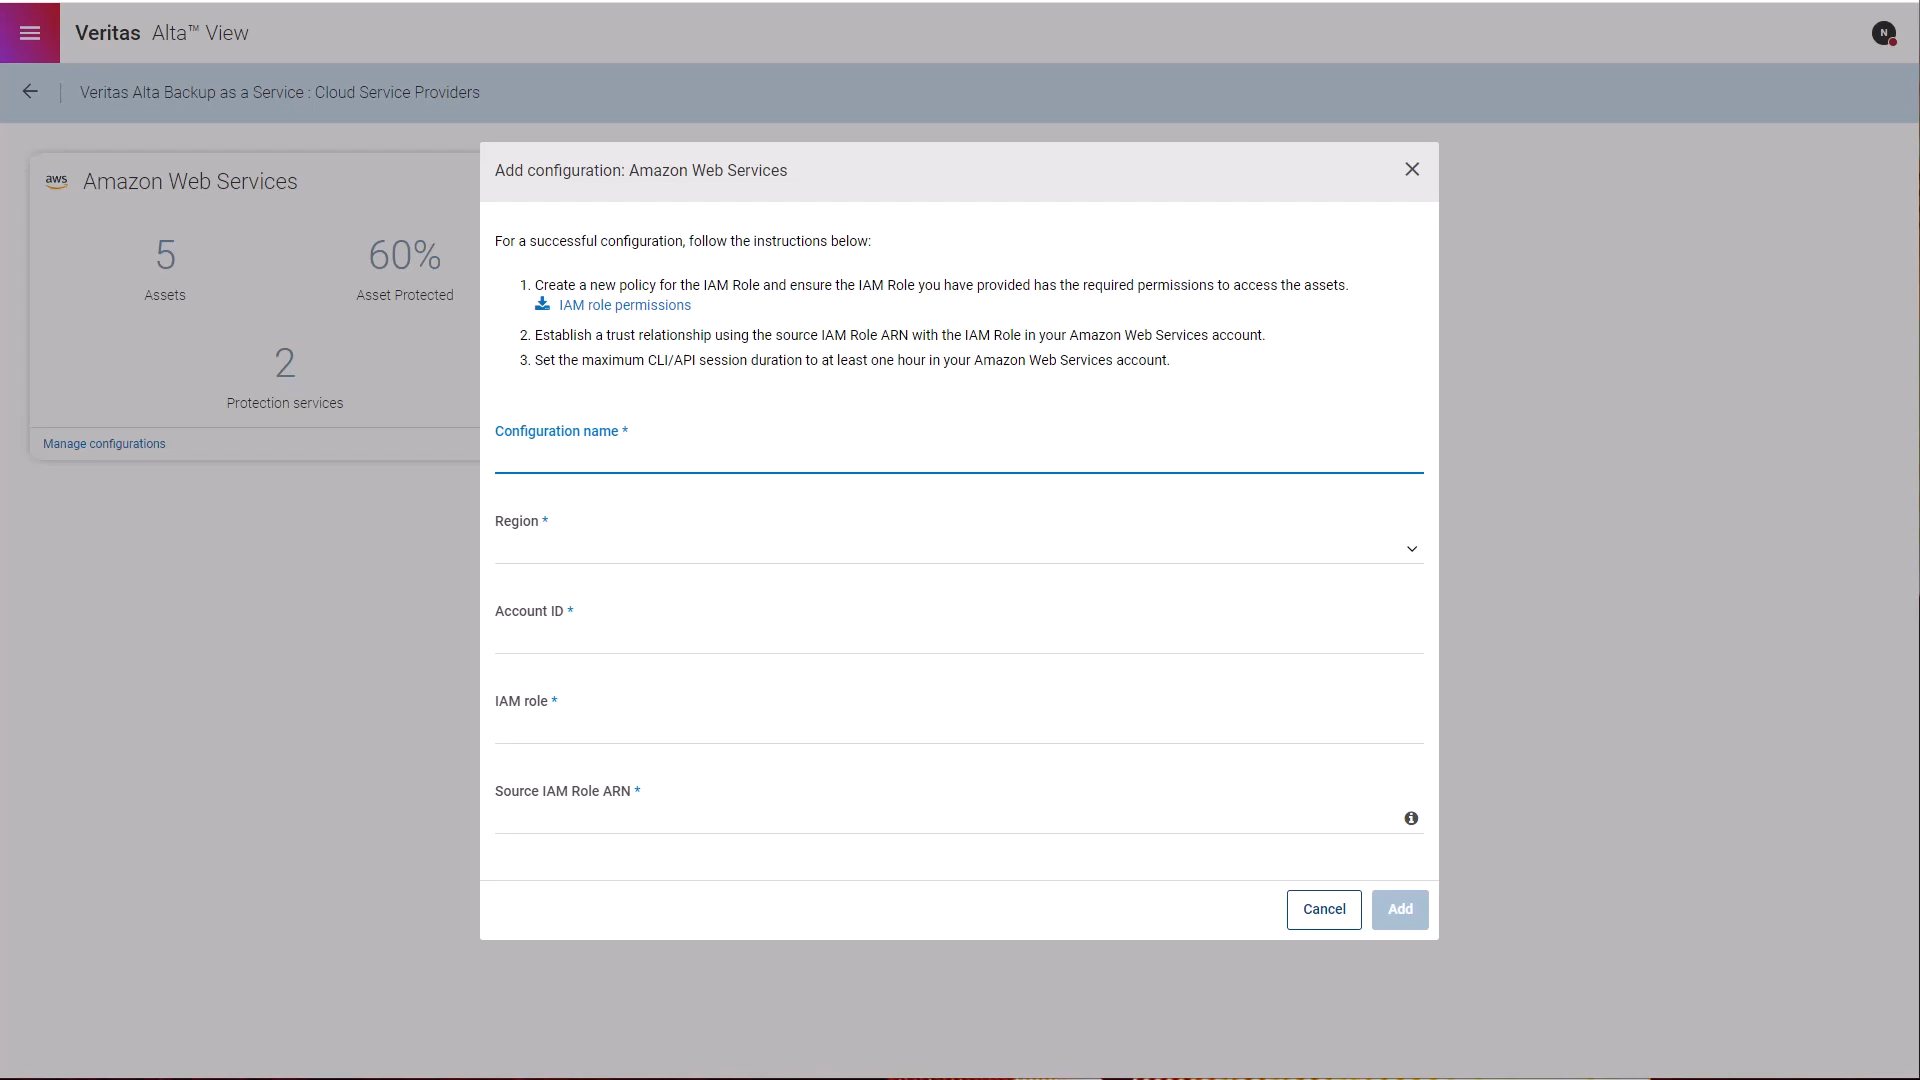 Veritas Alta™ View
N
Veritas Alta Backup as a Service : Cloud Service Providers
aws Amazon Web Services
5
Assets
60%
Asset Protected
2
Protection services
Manage configurations
Add configuration: Amazon Web Services
For a successful configuration, follow the instructions below:
1. Create a new policy for the IAM Role and ensure the IAM Role you have provided has the required permissions to access the assets.
IAM role permissions
2. Establish a trust relationship using the source IAM Role ARN with the IAM Role in your Amazon Web Services account.
3. Set the maximum CLI/API session duration to at least one hour in your Amazon Web Services account.
Configuration name *
Region *
Account ID *
IAM role *
Source IAM Role ARN *
Cancel
Add